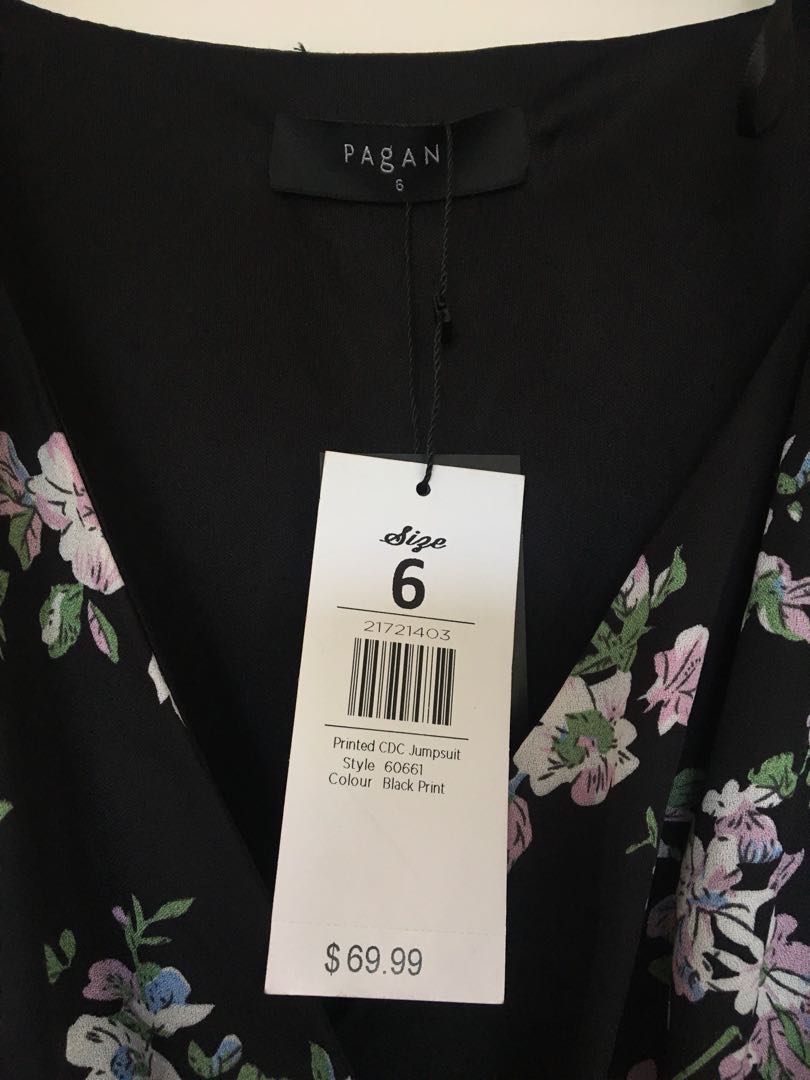 PAgAN
6
Size
6
21721403
Printed CDC Jumpsuit
Style 60661
Colour Black Print
$69.99